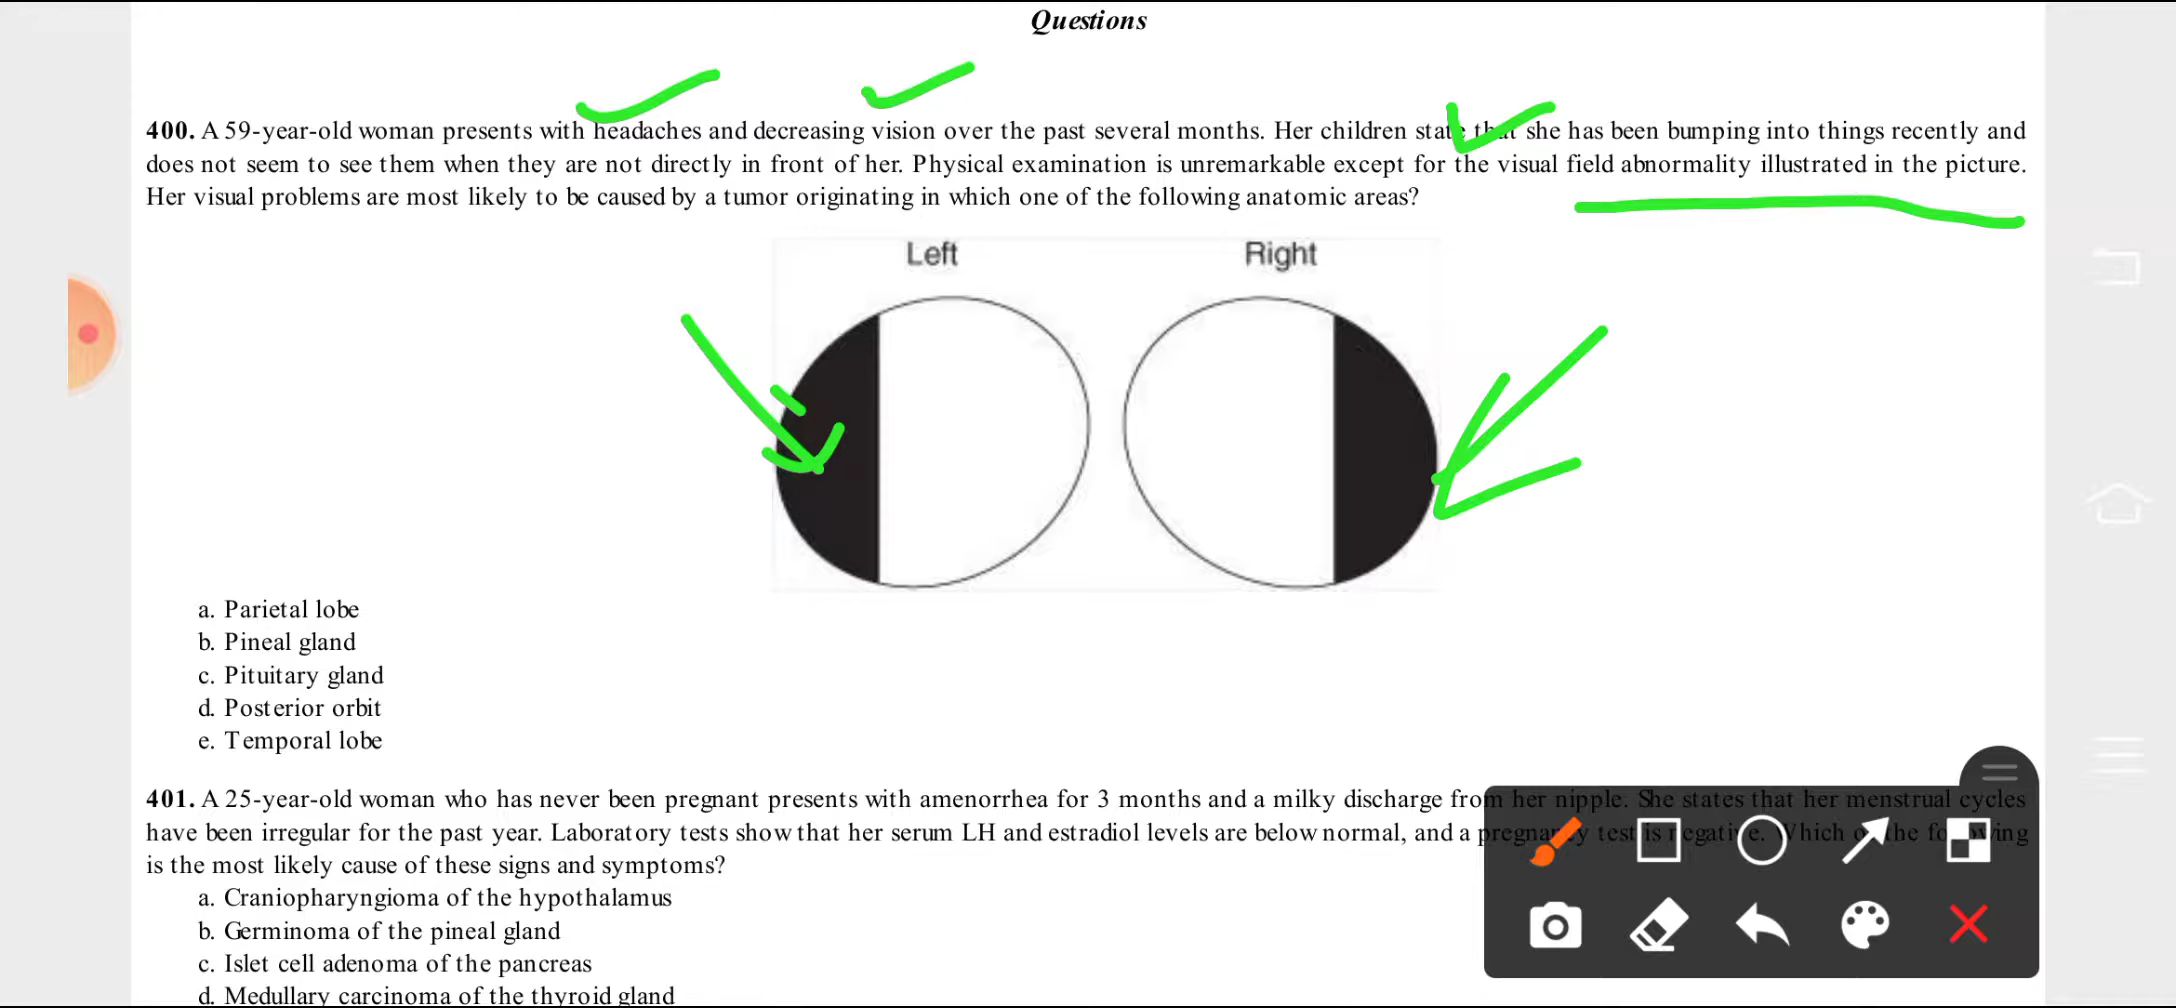 Questions
400. A 59-year-old woman presents with headaches and decreasing vision over the past several months. Her children state that she has been bumping into things recently and
does not seem to see them when they are not directly in front of her. Physical examination is unremarkable except for the visual field abnormality illustrated in the picture.
Her visual problems are most likely to be caused by a tumor originating in which one of the following anatomic areas?
Left Right
a. Parietal lobe
b. Pineal gland
c. Pituitary gland
d. Posterior orbit
e. Temporal lobe
401. A 25-year-old woman who has never been pregnant presents with amenorrhea for 3 months and a milky discharge from her nipple. She states that her menstrual cycles
have been irregular for the past year. Laboratory tests show that her serum LH and estradiol levels are below normal, and a pregnancy test is negative. Which of the following
is the most likely cause of these signs and symptoms?
a. Craniopharyngioma of the hypothalamus
b. Germinoma of the pineal gland
c. Islet cell adenoma of the pancreas
d. Medullary carcinoma of the thyroid gland